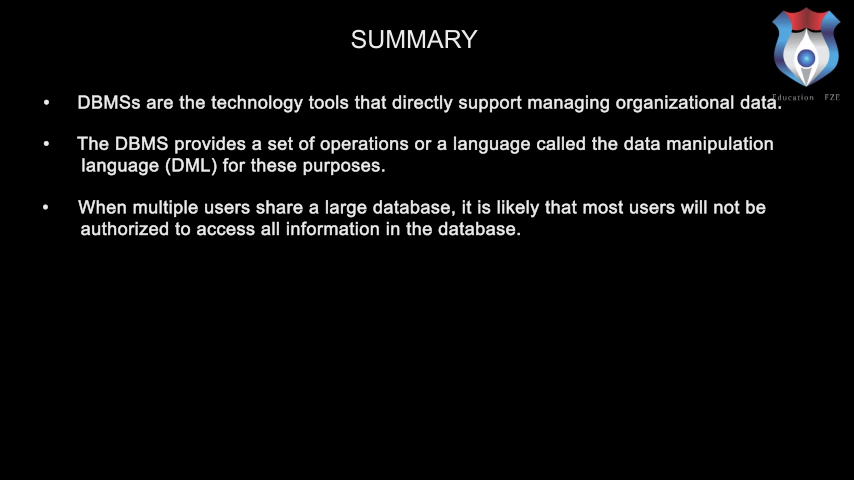 SUMMARY
• DBMSs are the technology tools that directly support managing organizational data.
Education FZE
• The DBMS provides a set of operations or a language called the data manipulation
language (DML) for these purposes.
• When multiple users share a large database, it is likely that most users will not be
authorized to access all information in the database.